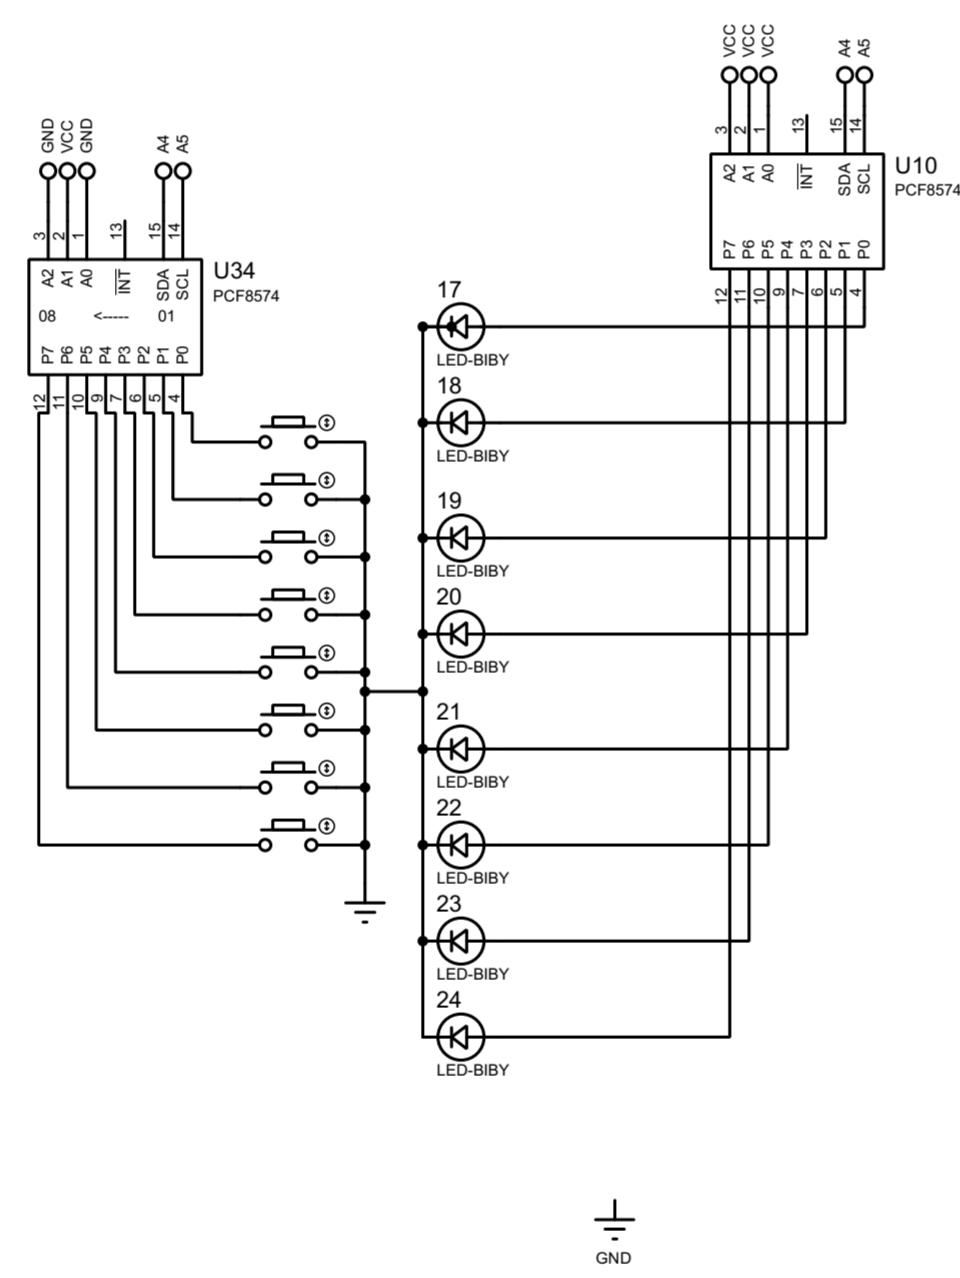 VCC VCC VCC A4 A5
3 2 1 13 15 14
A2 A1 A0 INT SDA SCL
U10
PCF8574
P7 P6 P5 P4 P3 P2 P1 P0
12 11 10 9 7 6 5 4
GND VCC GND A4 A5
3 2 1 13 15 14
A2 A1 A0 INT SDA SCL
U34
PCF8574
08 <----- 01
P7 P6 P5 P4 P3 P2 P1 P0
12 11 10 9 7 6 5 4
17
LED-BIBY
18
LED-BIBY
19
LED-BIBY
20
LED-BIBY
21
LED-BIBY
22
LED-BIBY
23
LED-BIBY
24
LED-BIBY
GND